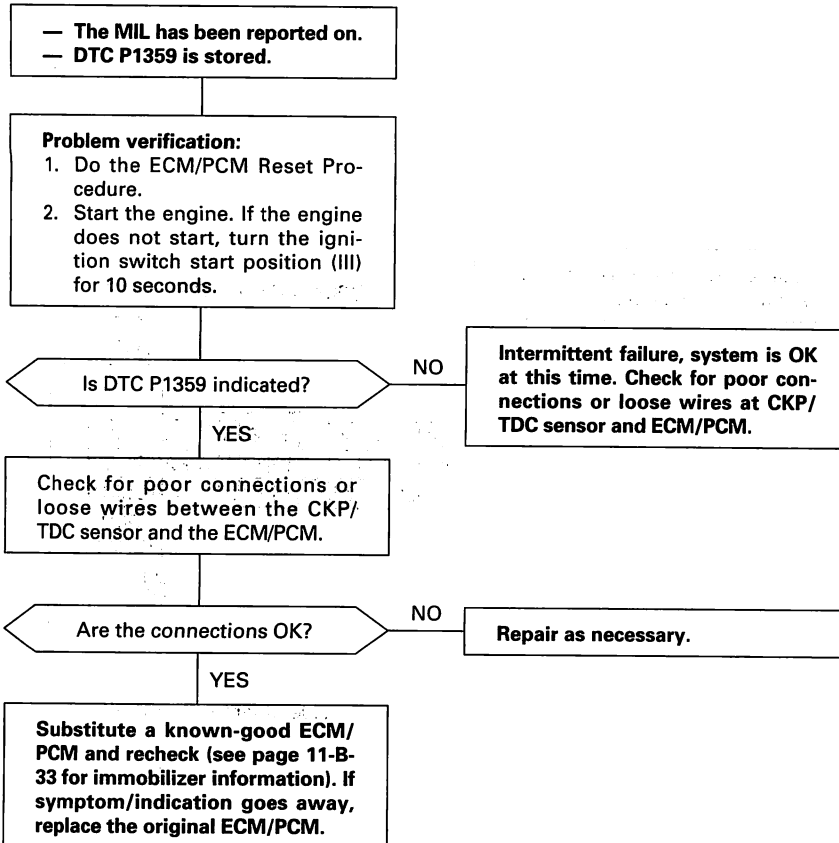 — The MIL has been reported on.
— DTC P1359 is stored.
Problem verification:
1. Do the ECM/PCM Reset Pro-
cedure.
2. Start the engine. If the engine
does not start, turn the igni-
tion switch start position (III)
for 10 seconds.
Is DTC P1359 indicated?
NO
Intermittent failure, system is OK
at this time. Check for poor con-
nections or loose wires at CKP/
TDC sensor and ECM/PCM.
YES
Check for poor connections or
loose wires between the CKP/
TDC sensor and the ECM/PCM.
Are the connections OK?
NO
Repair as necessary.
YES
Substitute a known-good ECM/
PCM and recheck (see page 11-B-
33 for immobilizer information). If
symptom/indication goes away,
replace the original ECM/PCM.